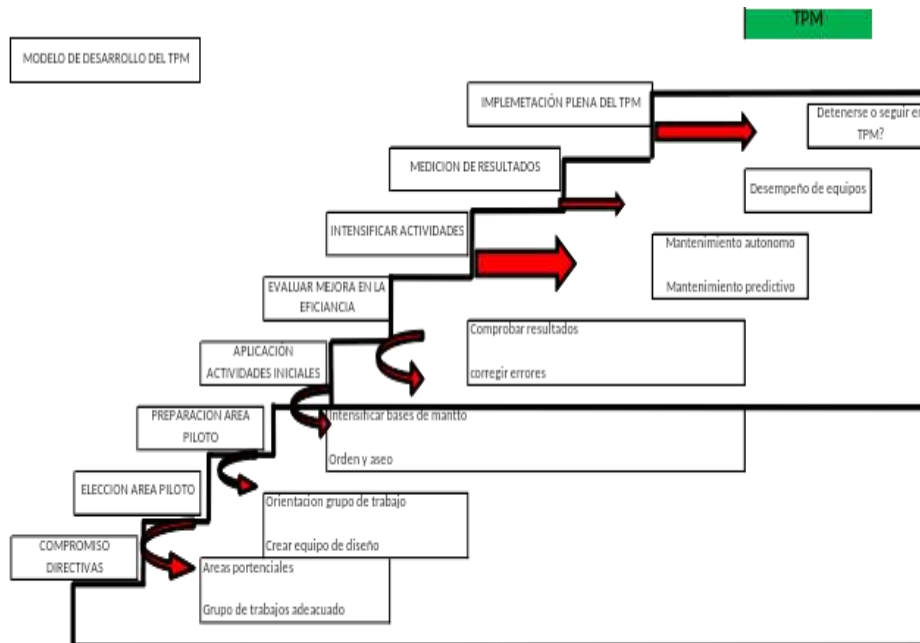 TPM
MODELO DE DESARROLLO DEL TPM
IMPLEMETACIÓN PLENA DEL TPM
Detenerse o seguir en
TPM?
MEDICION DE RESULTADOS
Desempeño de equipos
INTENSIFICAR ACTIVIDADES
Mantenimiento autonomo
Mantenimiento predictivo
EVALUAR MEJORA EN LA
EFICIANCIA
Comprobar resultados
corregir errores
APLICACIÓN
ACTIVIDADES INICIALES
Intensificar bases de mantto
Orden y aseo
PREPARACION AREA
PILOTO
Orientacion grupo de trabajo
Crear equipo de diseño
ELECCION AREA PILOTO
Areas portenciales
Grupo de trabajos adeacuado
COMPROMISO
DIRECTIVAS